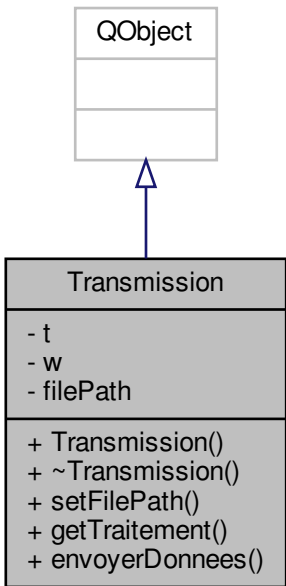 QObject
Transmission
- t
- w
- filePath
+ Transmission()
+ ~Transmission()
+ setFilePath()
+ getTraitement()
+ envoyerDonnees()